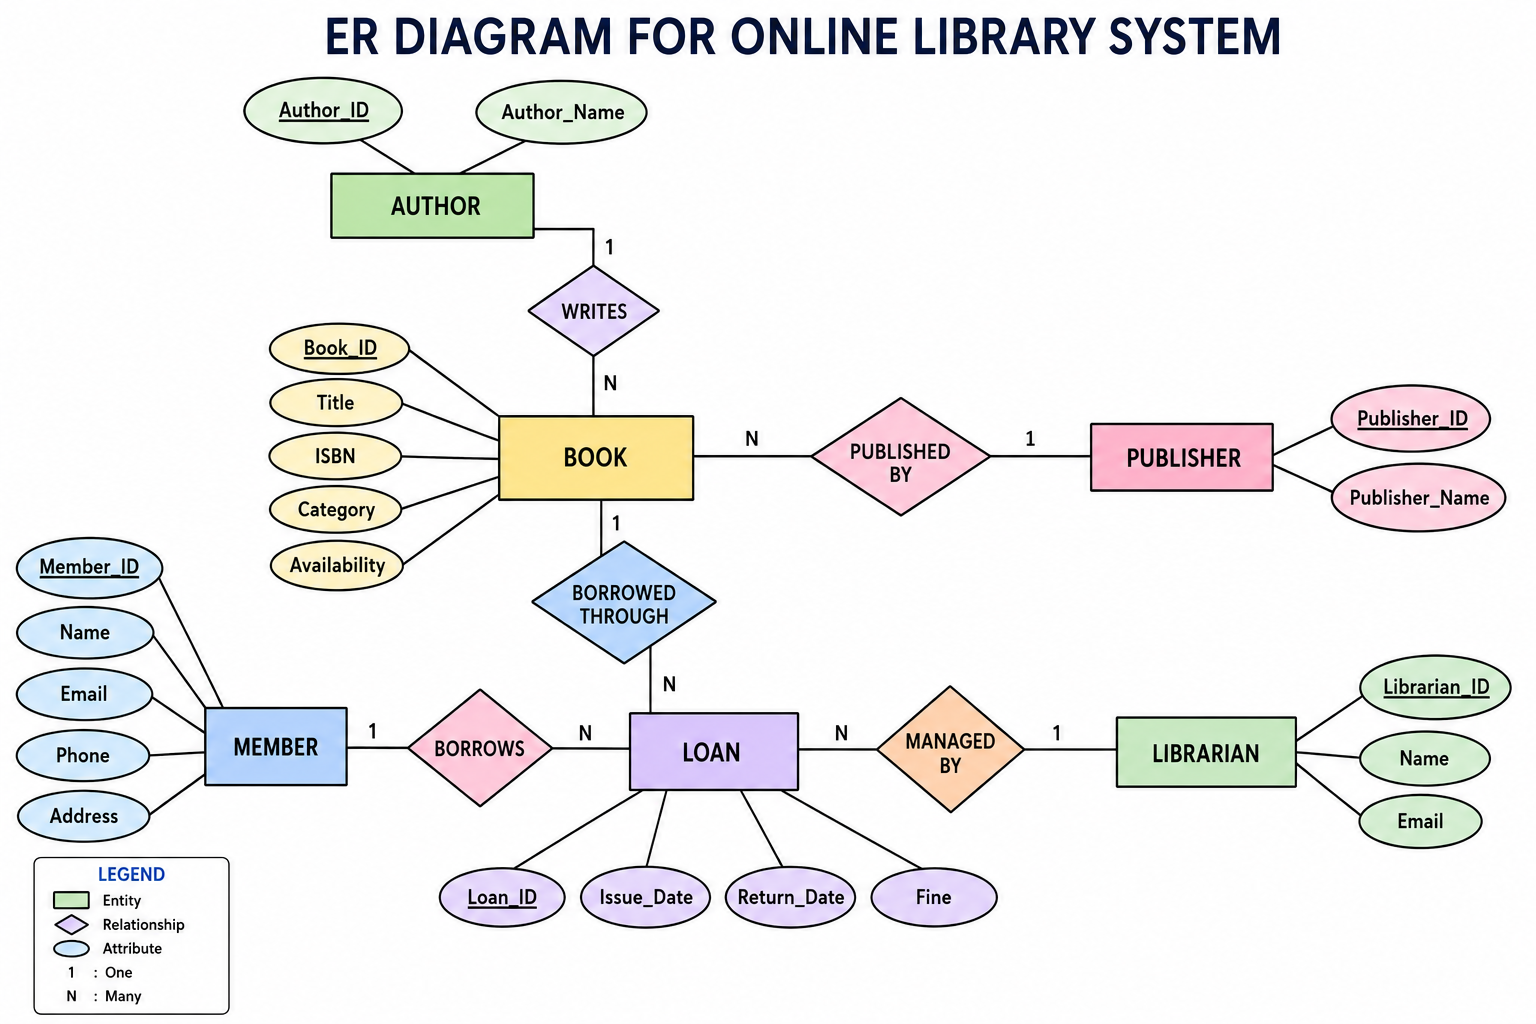 ER DIAGRAM FOR ONLINE LIBRARY SYSTEM
Author_ID
Author_Name
AUTHOR
1
WRITES
N
Book_ID
Title
ISBN
Category
Availability
BOOK
N
PUBLISHED
BY
1
PUBLISHER
Publisher_ID
Publisher_Name
1
BORROWED
THROUGH
N
Member_ID
Name
Email
Phone
Address
MEMBER
1
BORROWS
N
LOAN
N
MANAGED
BY
1
LIBRARIAN
Librarian_ID
Name
Email
Loan_ID
Issue_Date
Return_Date
Fine
LEGEND
Entity
Relationship
Attribute
1 : One
N : Many